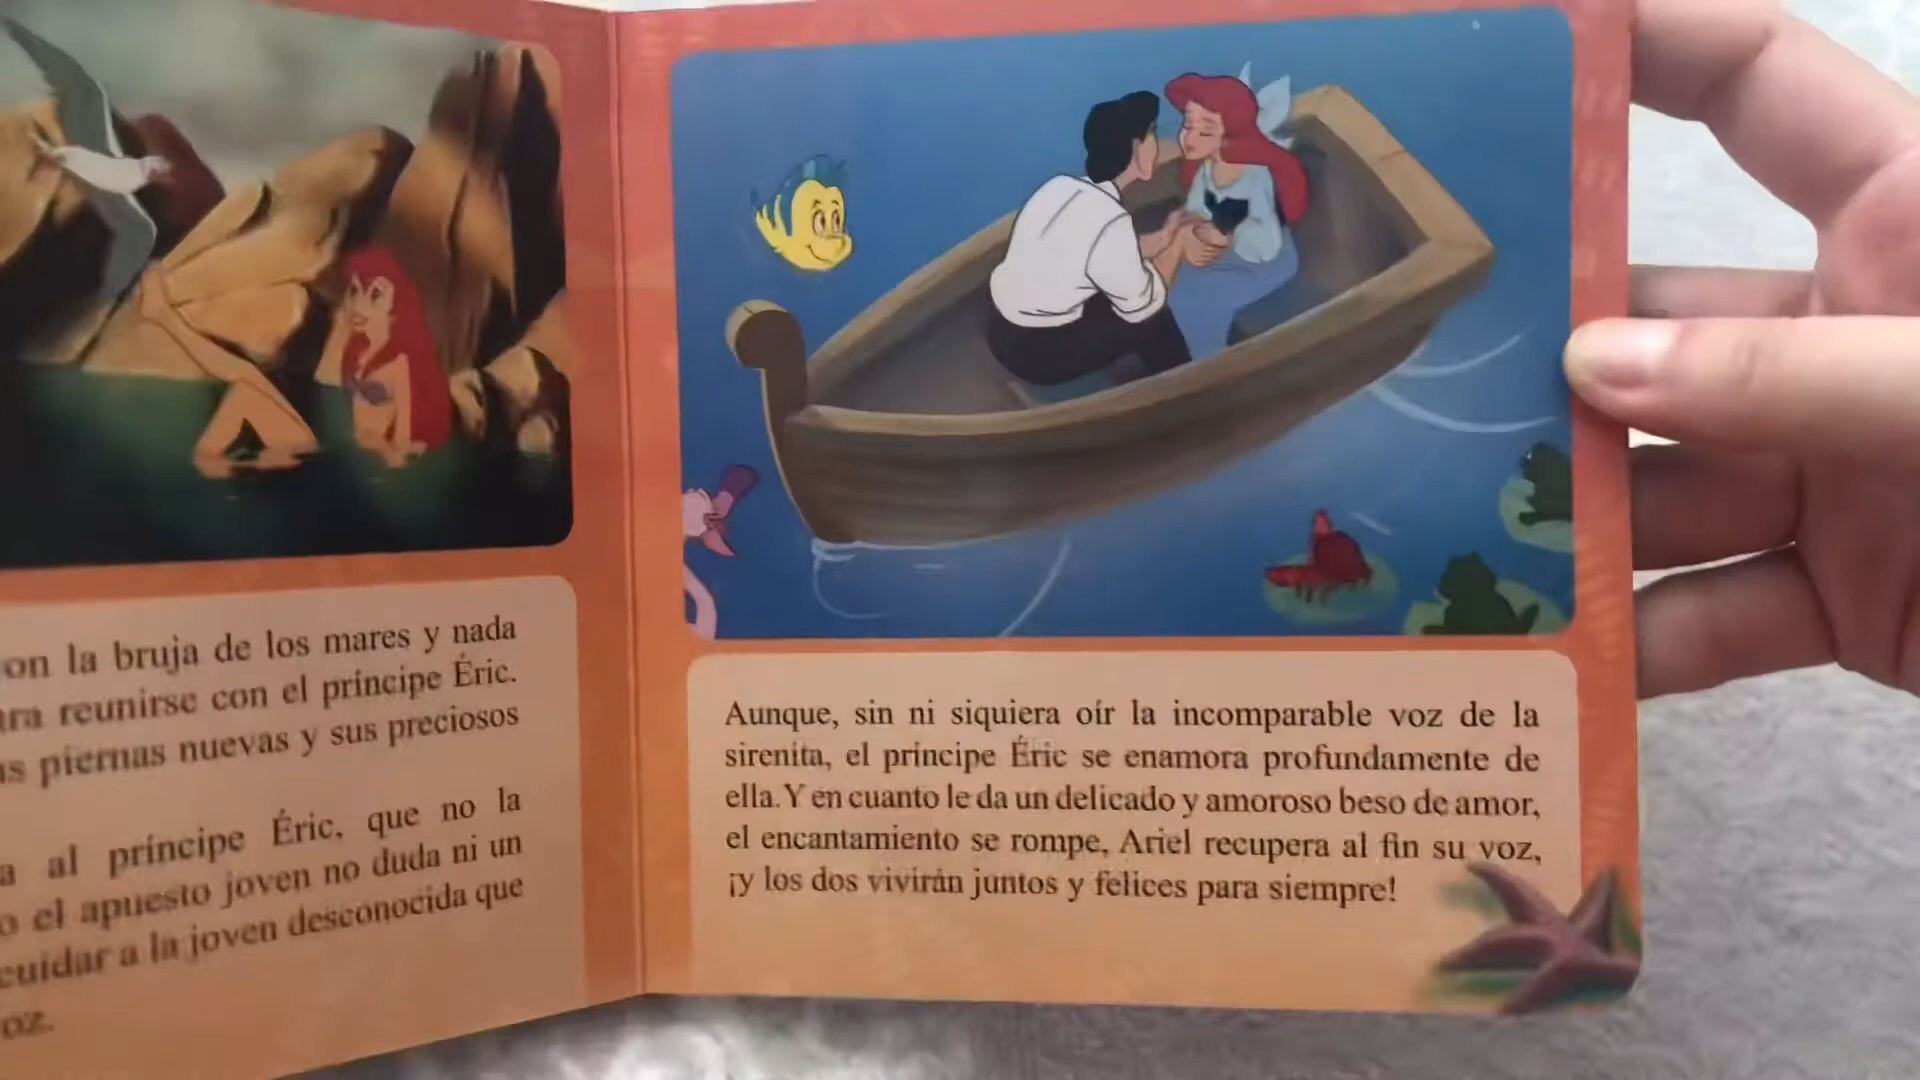 on la bruja de los mares y nada
reunirse con el príncipe Éric.
piernas nuevas y sus preciosos
al príncipe Éric, que no la
el apuesto joven no duda ni un
cuidar a la joven desconocida que
Aunque, sin ni siquiera oír la incomparable voz de la
sirenita, el príncipe Éric se enamora profundamente de
ella. Y en cuanto le da un delicado y amoroso beso de amor,
el encantamiento se rompe, Ariel recupera al fin su voz,
¡y los dos vivirán juntos y felices para siempre!